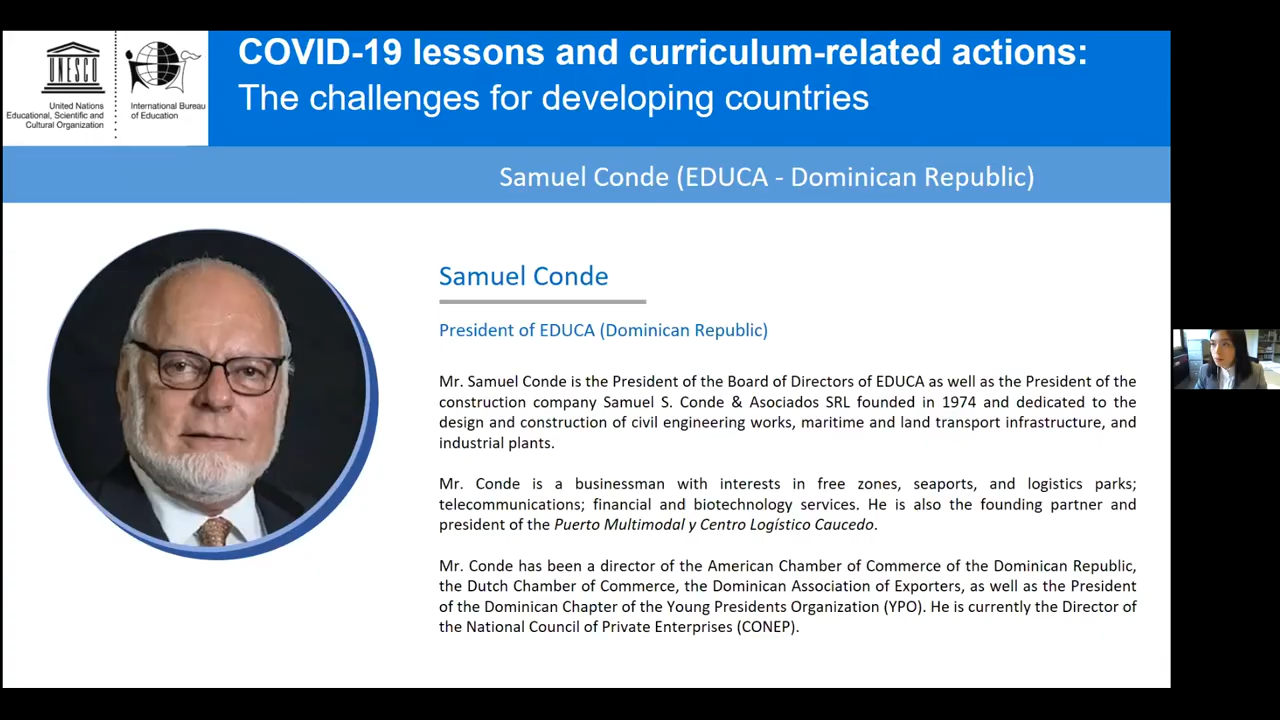 COVID-19 lessons and curriculum-related actions:
The challenges for developing countries
UNESCO
United Nations
Educational, Scientific and
Cultural Organization
International Bureau
of Education
Samuel Conde (EDUCA - Dominican Republic)
Samuel Conde
President of EDUCA (Dominican Republic)
Mr. Samuel Conde is the President of the Board of Directors of EDUCA as well as the President of the
construction company Samuel S. Conde & Asociados SRL founded in 1974 and dedicated to the
design and construction of civil engineering works, maritime and land transport infrastructure, and
industrial plants.
Mr. Conde is a businessman with interests in free zones, seaports, and logistics parks;
telecommunications; financial and biotechnology services. He is also the founding partner and
president of the Puerto Multimodal y Centro Logístico Caucedo.
Mr. Conde has been a director of the American Chamber of Commerce of the Dominican Republic,
the Dutch Chamber of Commerce, the Dominican Association of Exporters, as well as the President
of the Dominican Chapter of the Young Presidents Organization (YPO). He is currently the Director of
the National Council of Private Enterprises (CONEP).